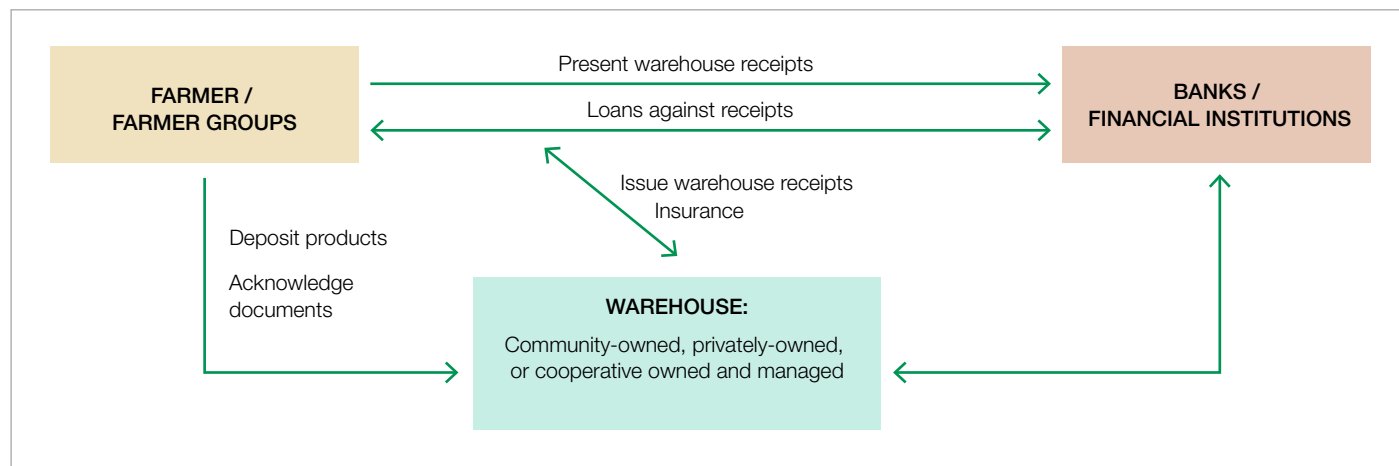 FARMER /
FARMER GROUPS
Present warehouse receipts
Loans against receipts
BANKS /
FINANCIAL INSTITUTIONS
Issue warehouse receipts
Insurance
Deposit products
Acknowledge
documents
WAREHOUSE:
Community-owned, privately-owned,
or cooperative owned and managed